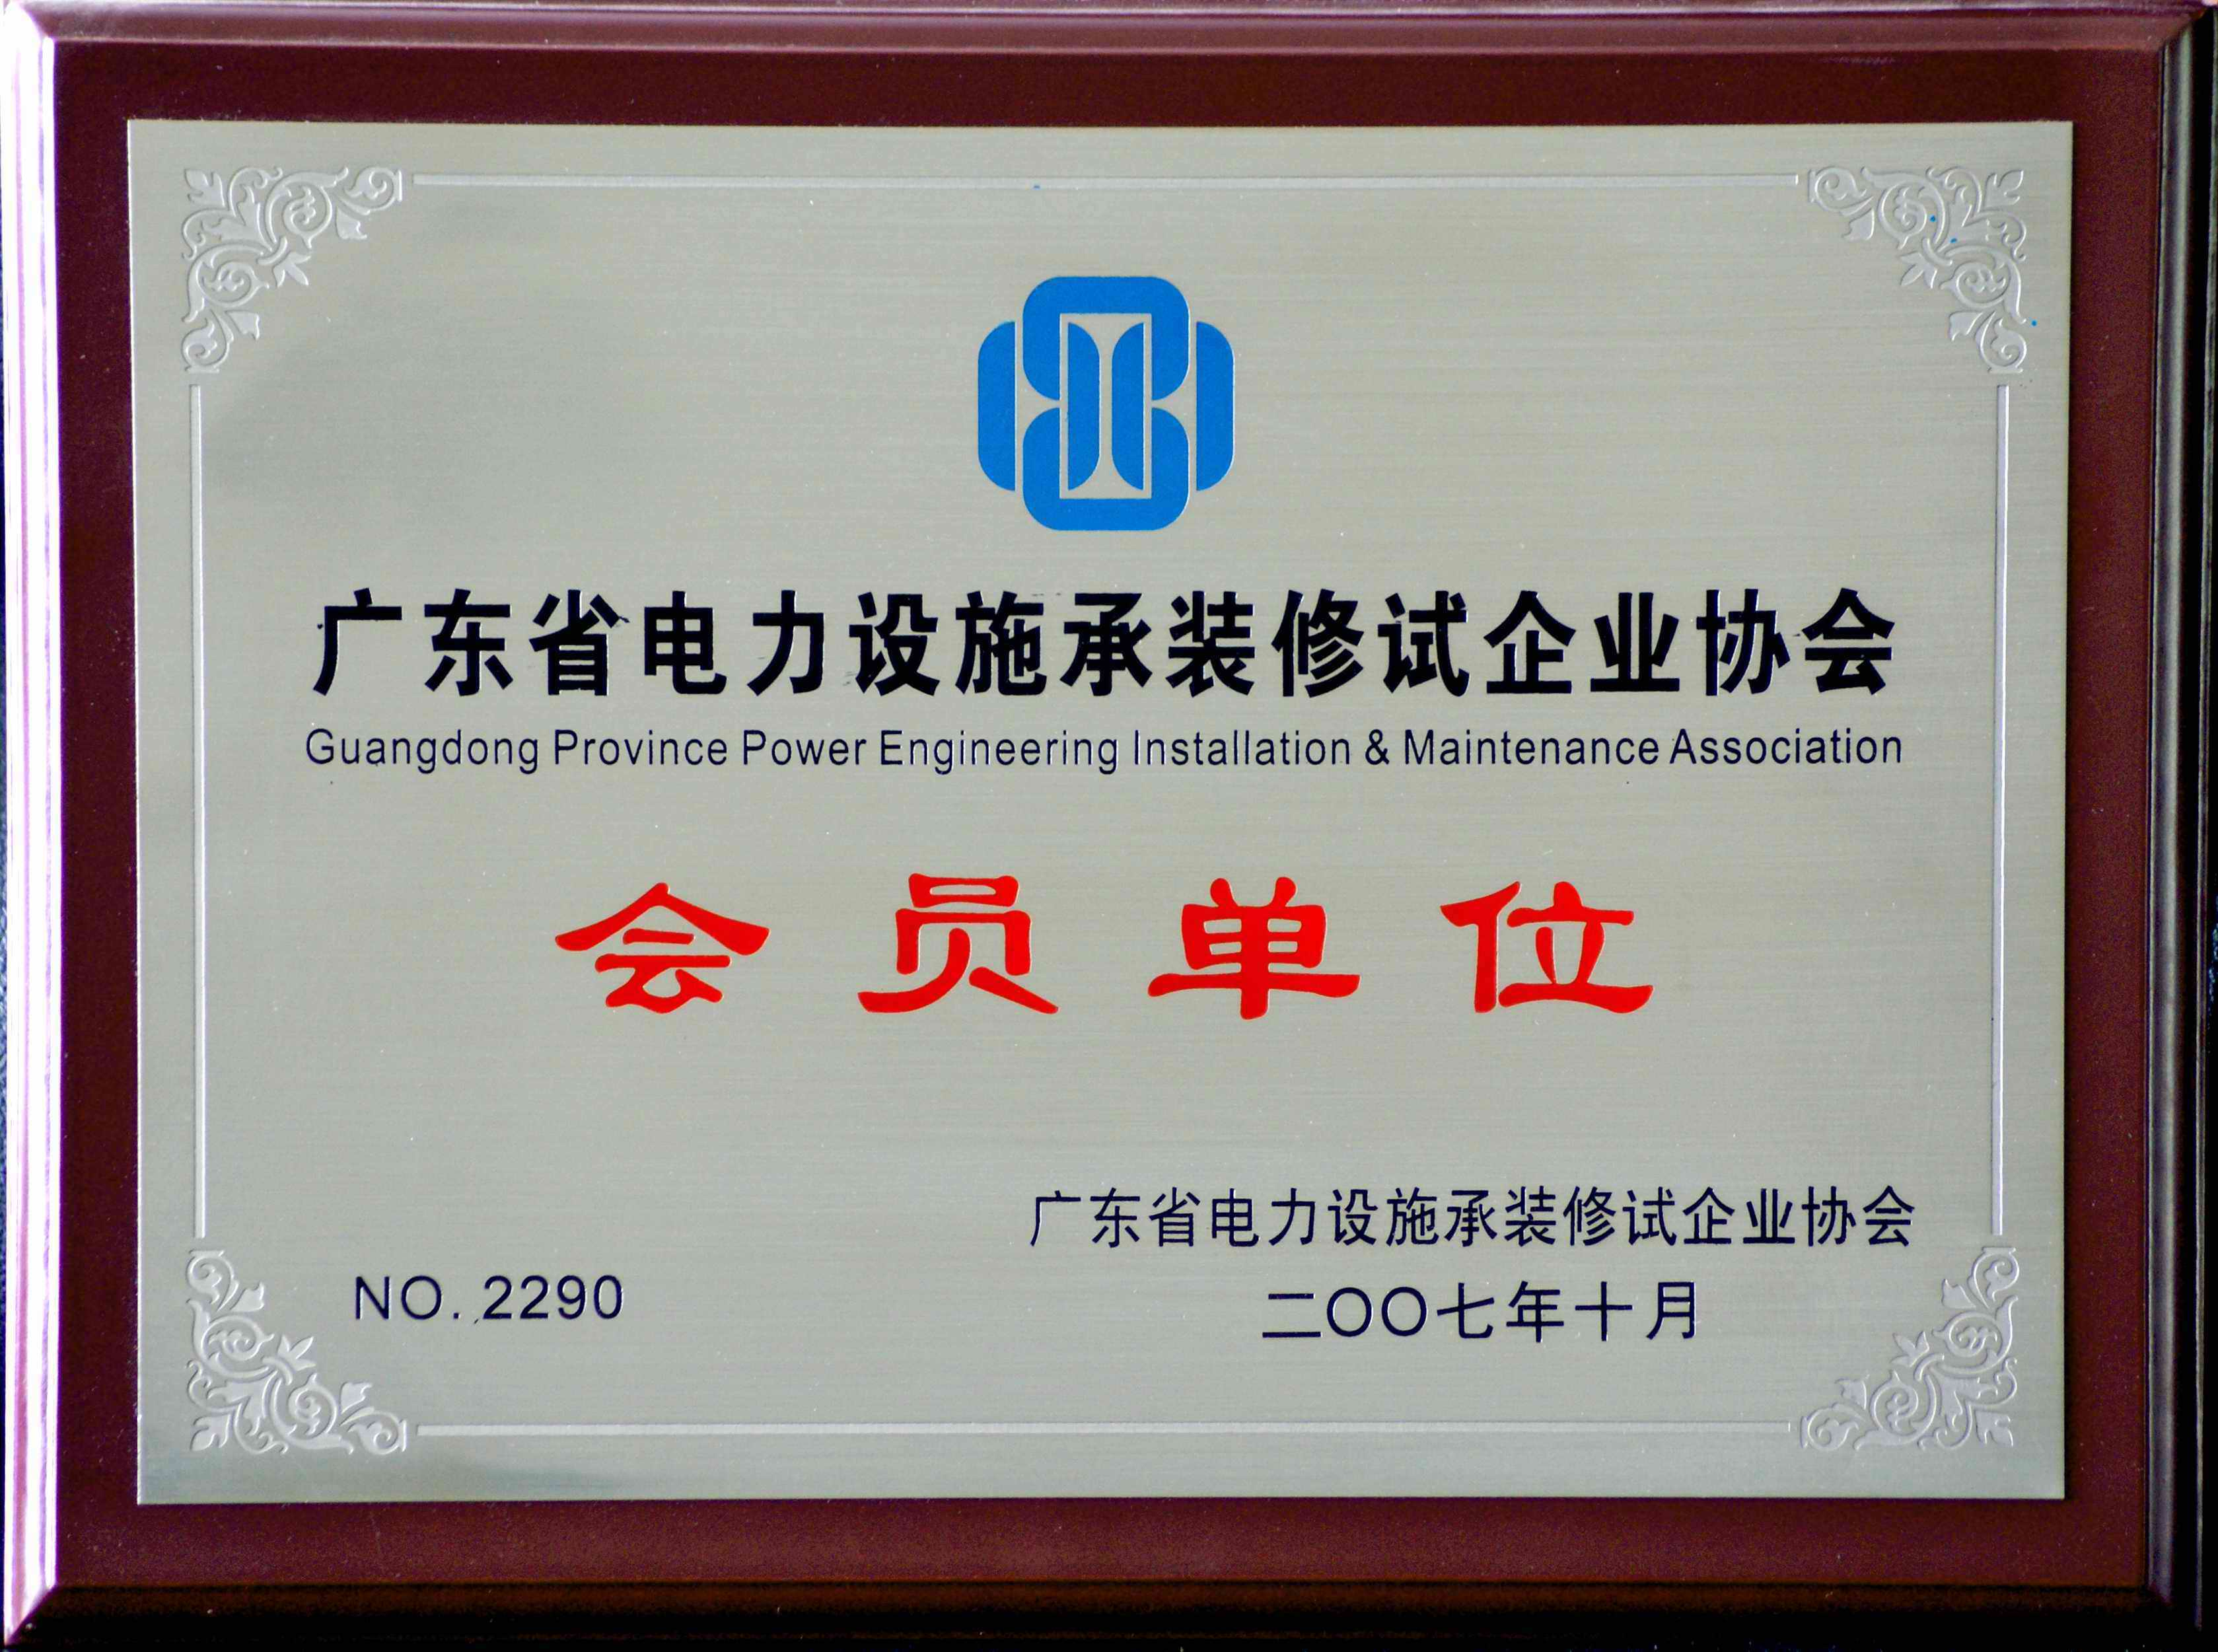 广东省电力设施承装修试企业协会
Guangdong Province Power Engineering Installation & Maintenance Association
会员单位
广东省电力设施承装修试企业协会
NO. 2290
二〇〇七年十月